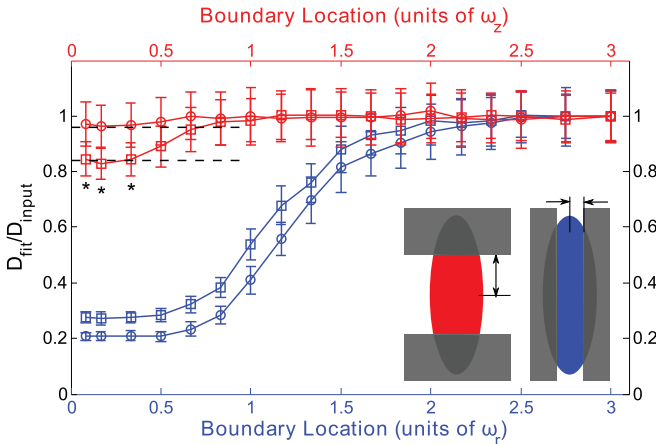 Boundary Location (units of ω_z)
0 0.5 1 1.5 2 2.5 3
D_fit/D_input
1
0.8
0.6
0.4
0.2
0
* * *
1
0.8
0.6
0.4
0.2
0
0 0.5 1 1.5 2 2.5 3
Boundary Location (units of ω_r)